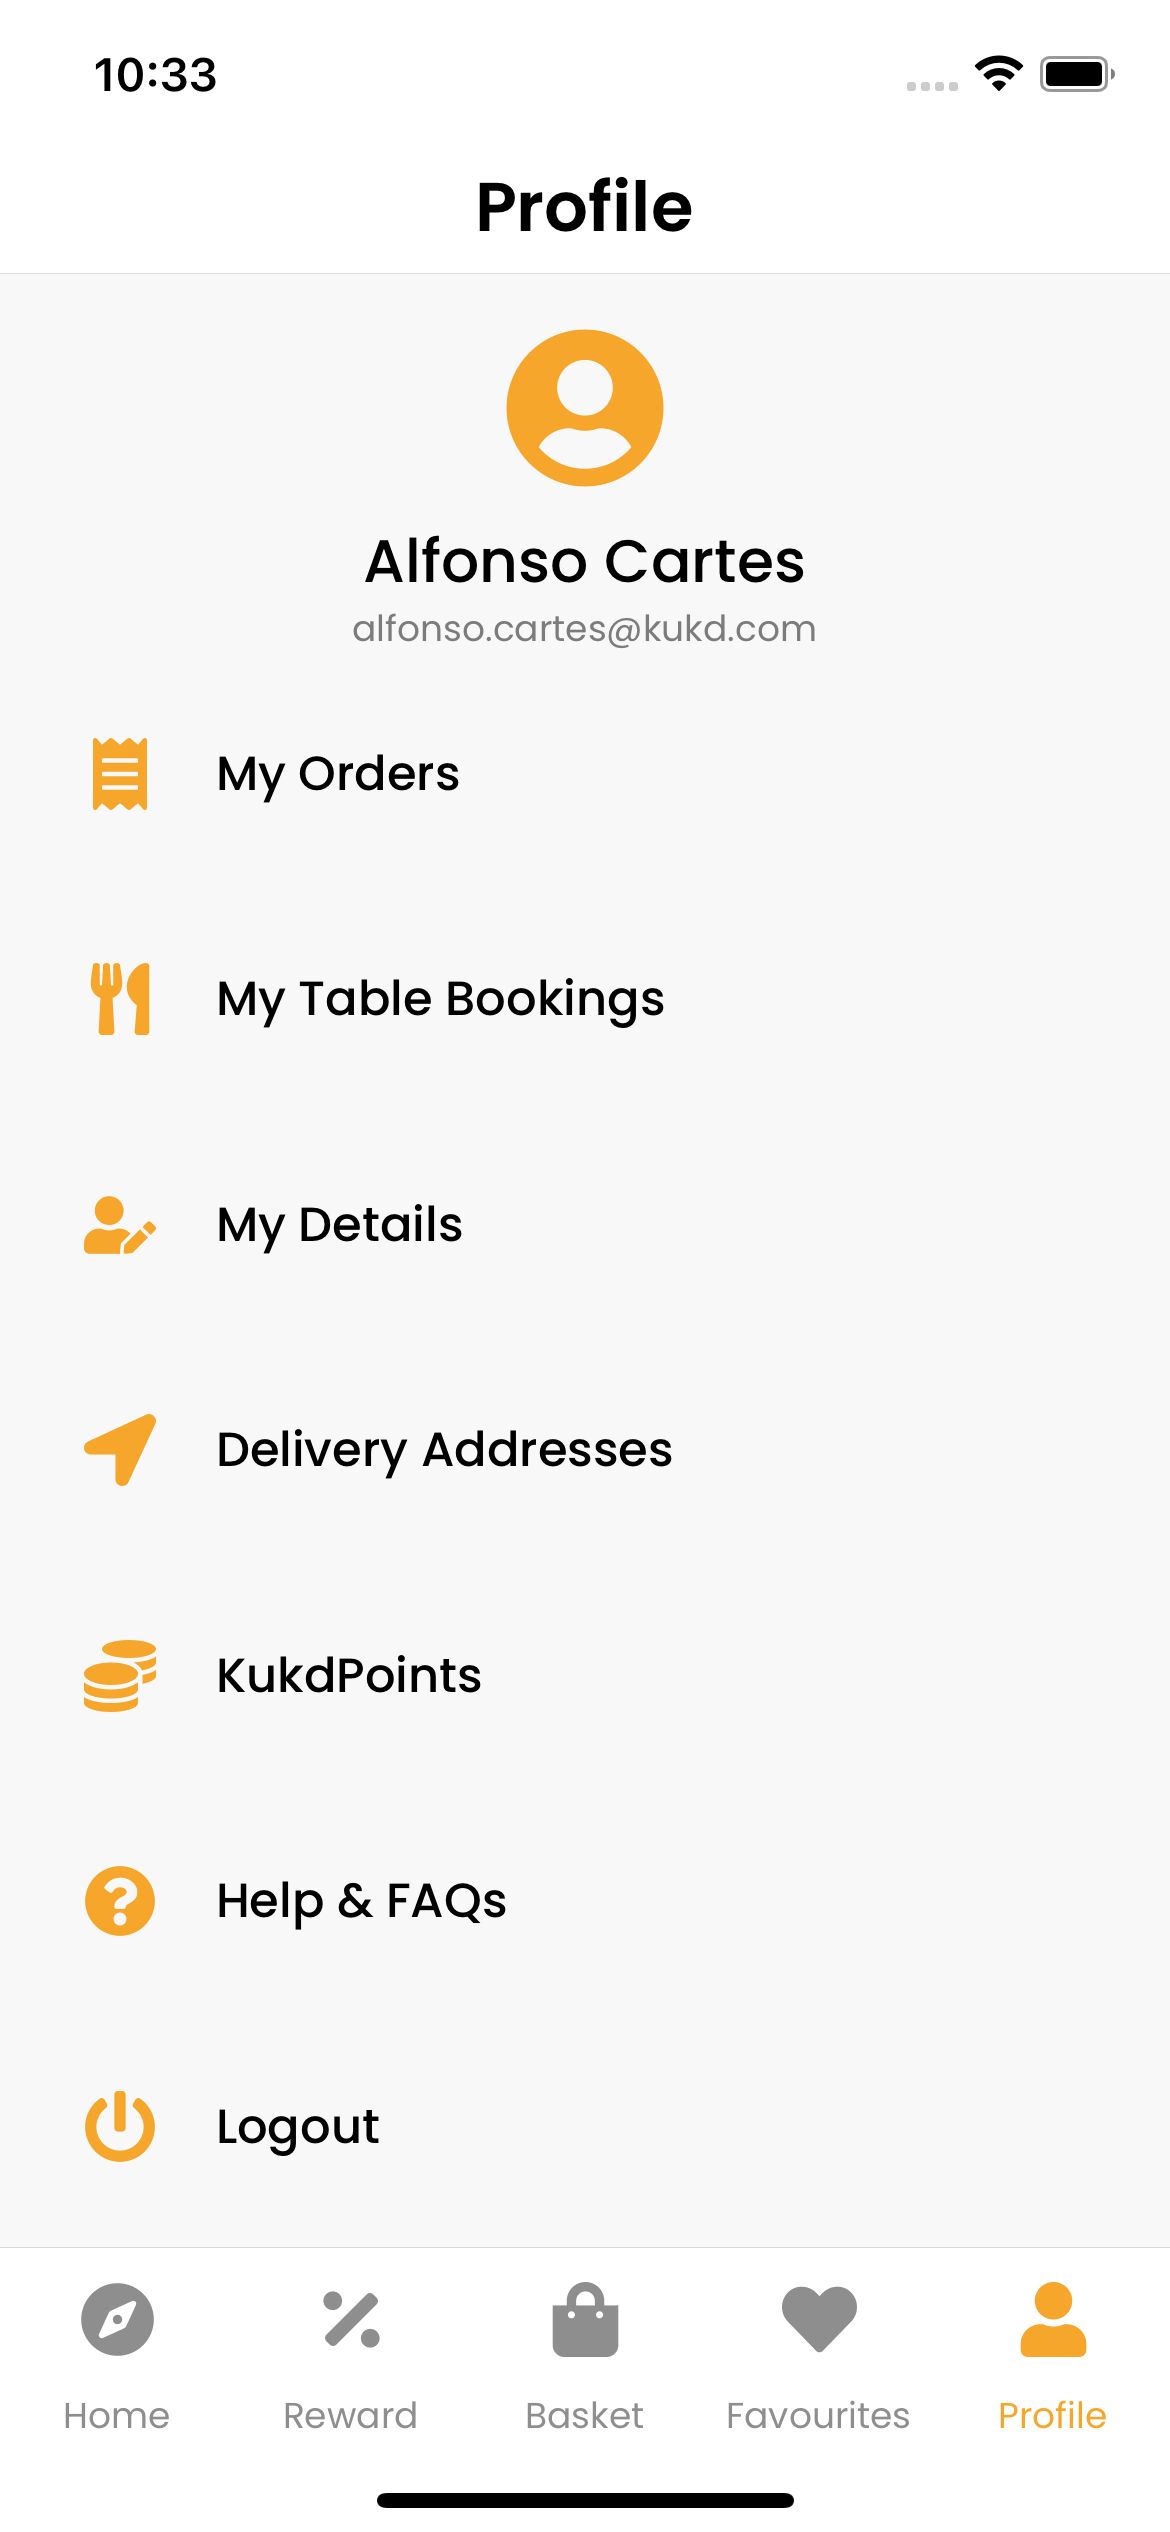 10:33
Profile
Alfonso Cartes
alfonso.cartes@kukd.com
My Orders
My Table Bookings
My Details
Delivery Addresses
KukdPoints
Help & FAQs
Logout
Home
Reward
Basket
Favourites
Profile